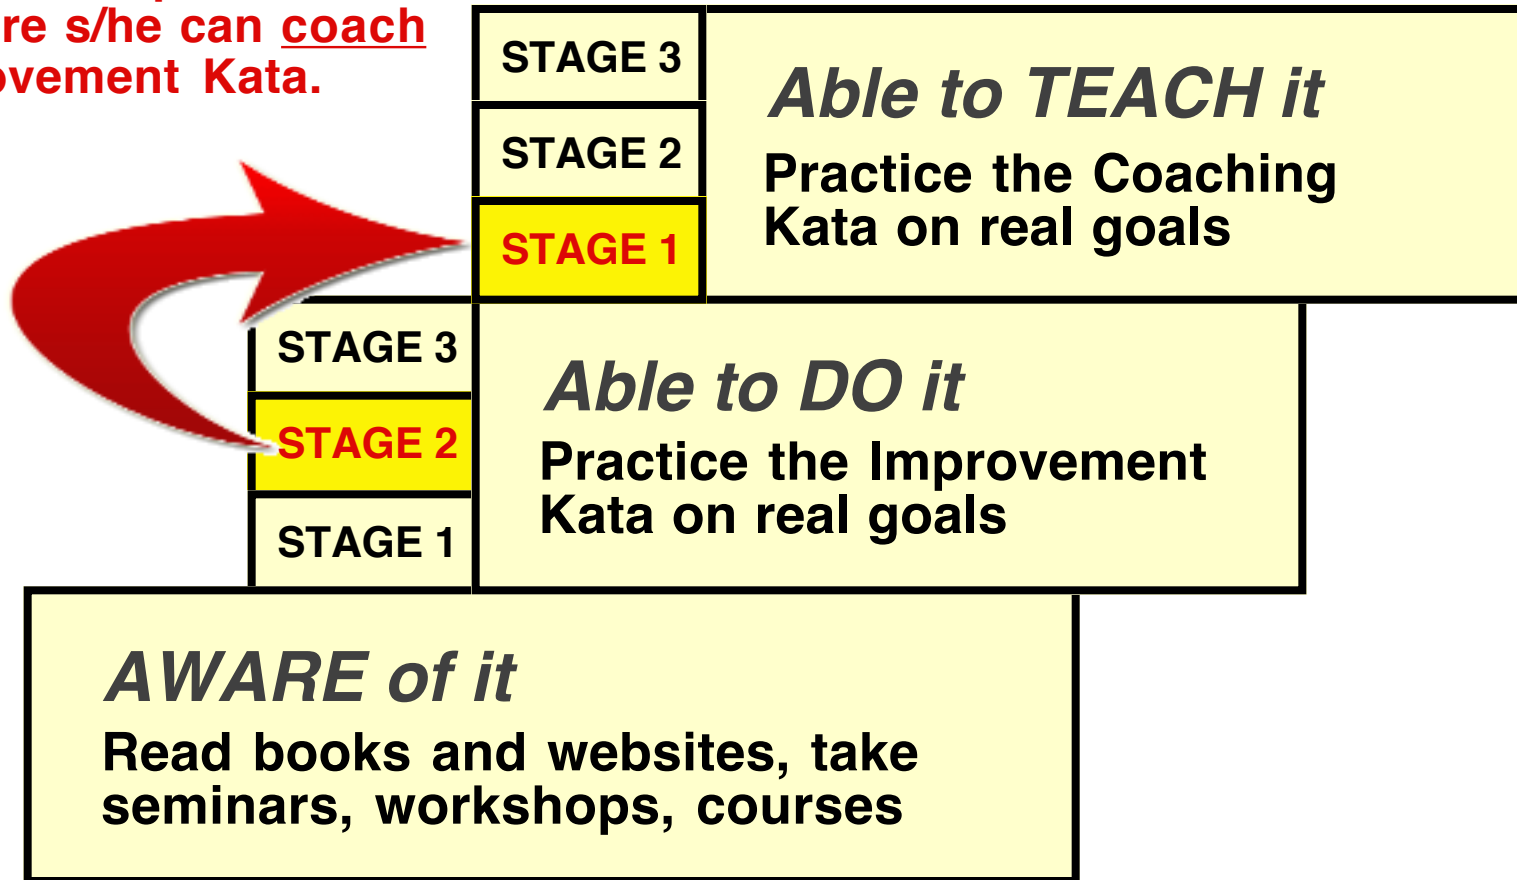 re s/he can coach
ovement Kata.
STAGE 3
STAGE 2
STAGE 1
Able to TEACH it
Practice the Coaching
Kata on real goals
STAGE 3
STAGE 2
STAGE 1
Able to DO it
Practice the Improvement
Kata on real goals
AWARE of it
Read books and websites, take
seminars, workshops, courses